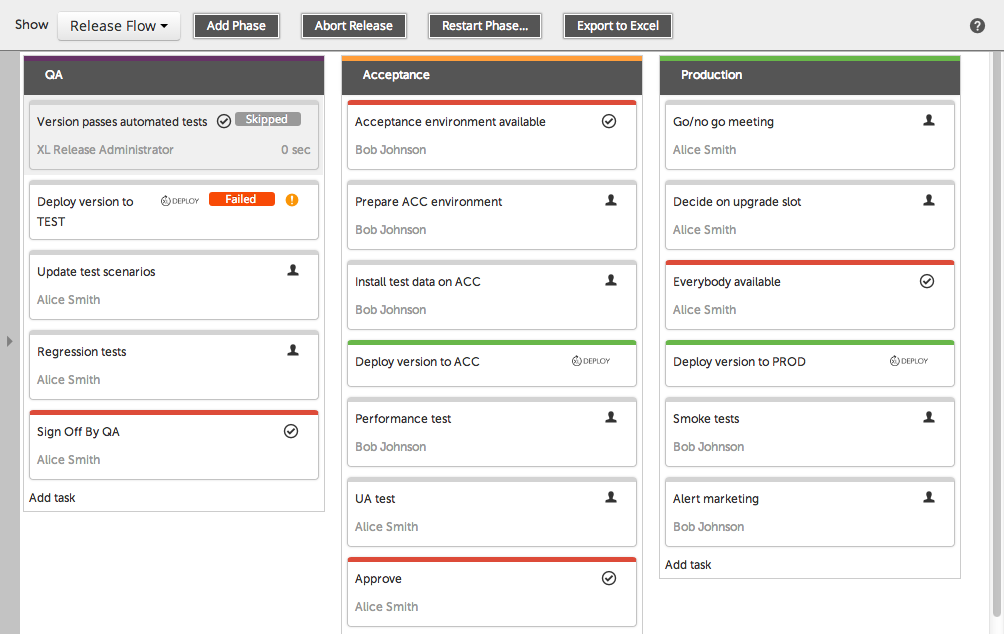 Show
Release Flow
Add Phase
Abort Release
Restart Phase...
Export to Excel
?
QA
Version passes automated tests
Skipped
XL Release Administrator
0 sec
Deploy version to
TEST
DEPLOY
Failed
Update test scenarios
Alice Smith
Regression tests
Alice Smith
Sign Off By QA
Alice Smith
Add task
Acceptance
Acceptance environment available
Bob Johnson
Prepare ACC environment
Bob Johnson
Install test data on ACC
Bob Johnson
Deploy version to ACC
DEPLOY
Performance test
Bob Johnson
UA test
Alice Smith
Approve
Alice Smith
Production
Go/no go meeting
Alice Smith
Decide on upgrade slot
Alice Smith
Everybody available
Alice Smith
Deploy version to PROD
DEPLOY
Smoke tests
Bob Johnson
Alert marketing
Bob Johnson
Add task